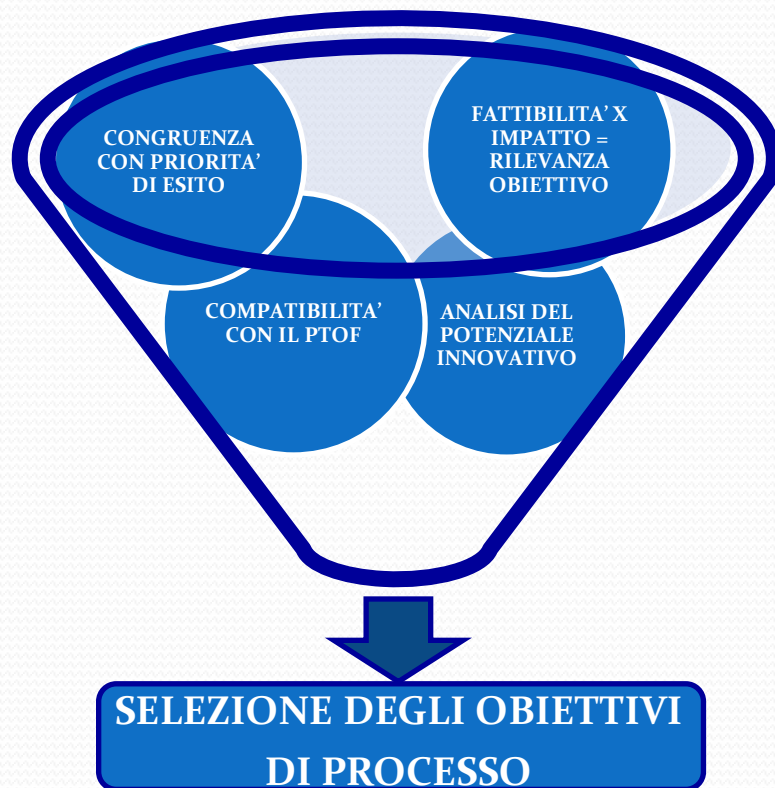 CONGRUENZA
CON PRIORITA’
DI ESITO
FATTIBILITA’ X
IMPATTO =
RILEVANZA
OBIETTIVO
COMPATIBILITA’
CON IL PTOF
ANALISI DEL
POTENZIALE
INNOVATIVO
SELEZIONE DEGLI OBIETTIVI
DI PROCESSO